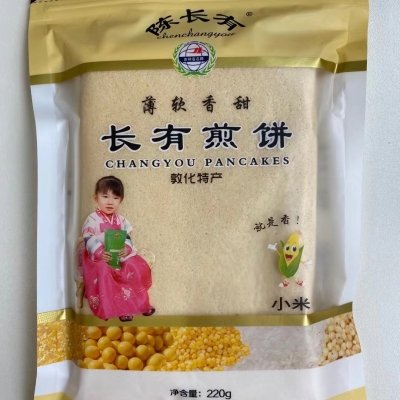 陈长有
chenchangyou
薄软香甜
长有煎饼
CHANGYOU PANCAKES
敦化特产
就是香!
小米
净含量: 220g